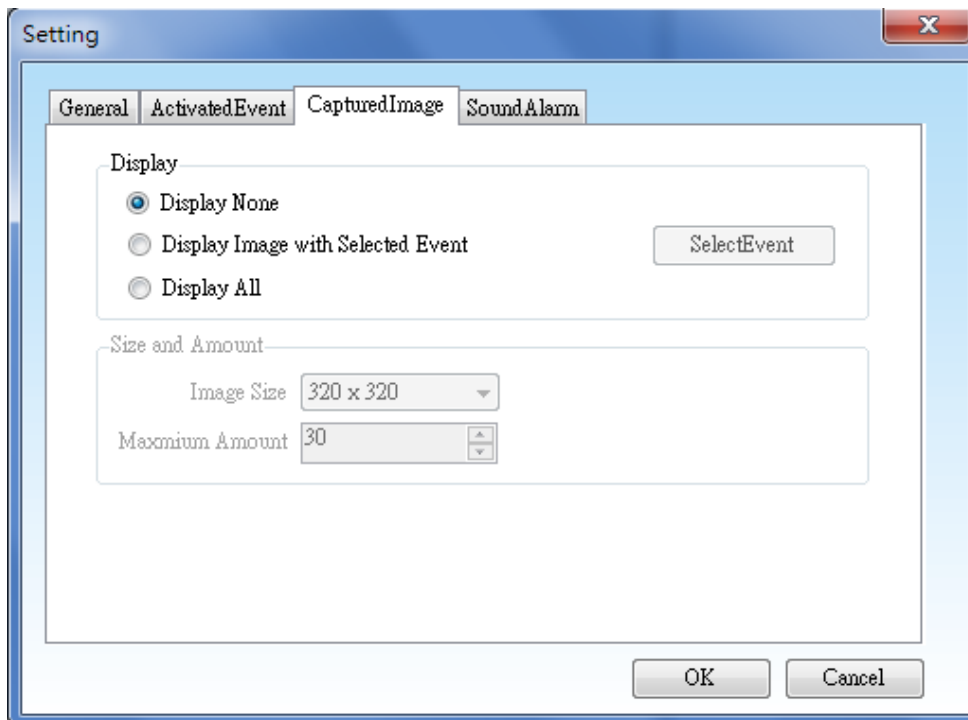 Setting
General ActivatedEvent CapturedImage SoundAlarm
Display
Display None
Display Image with Selected Event SelectEvent
Display All
Size and Amount
Image Size 320 x 320
Maxmium Amount 30
OK Cancel